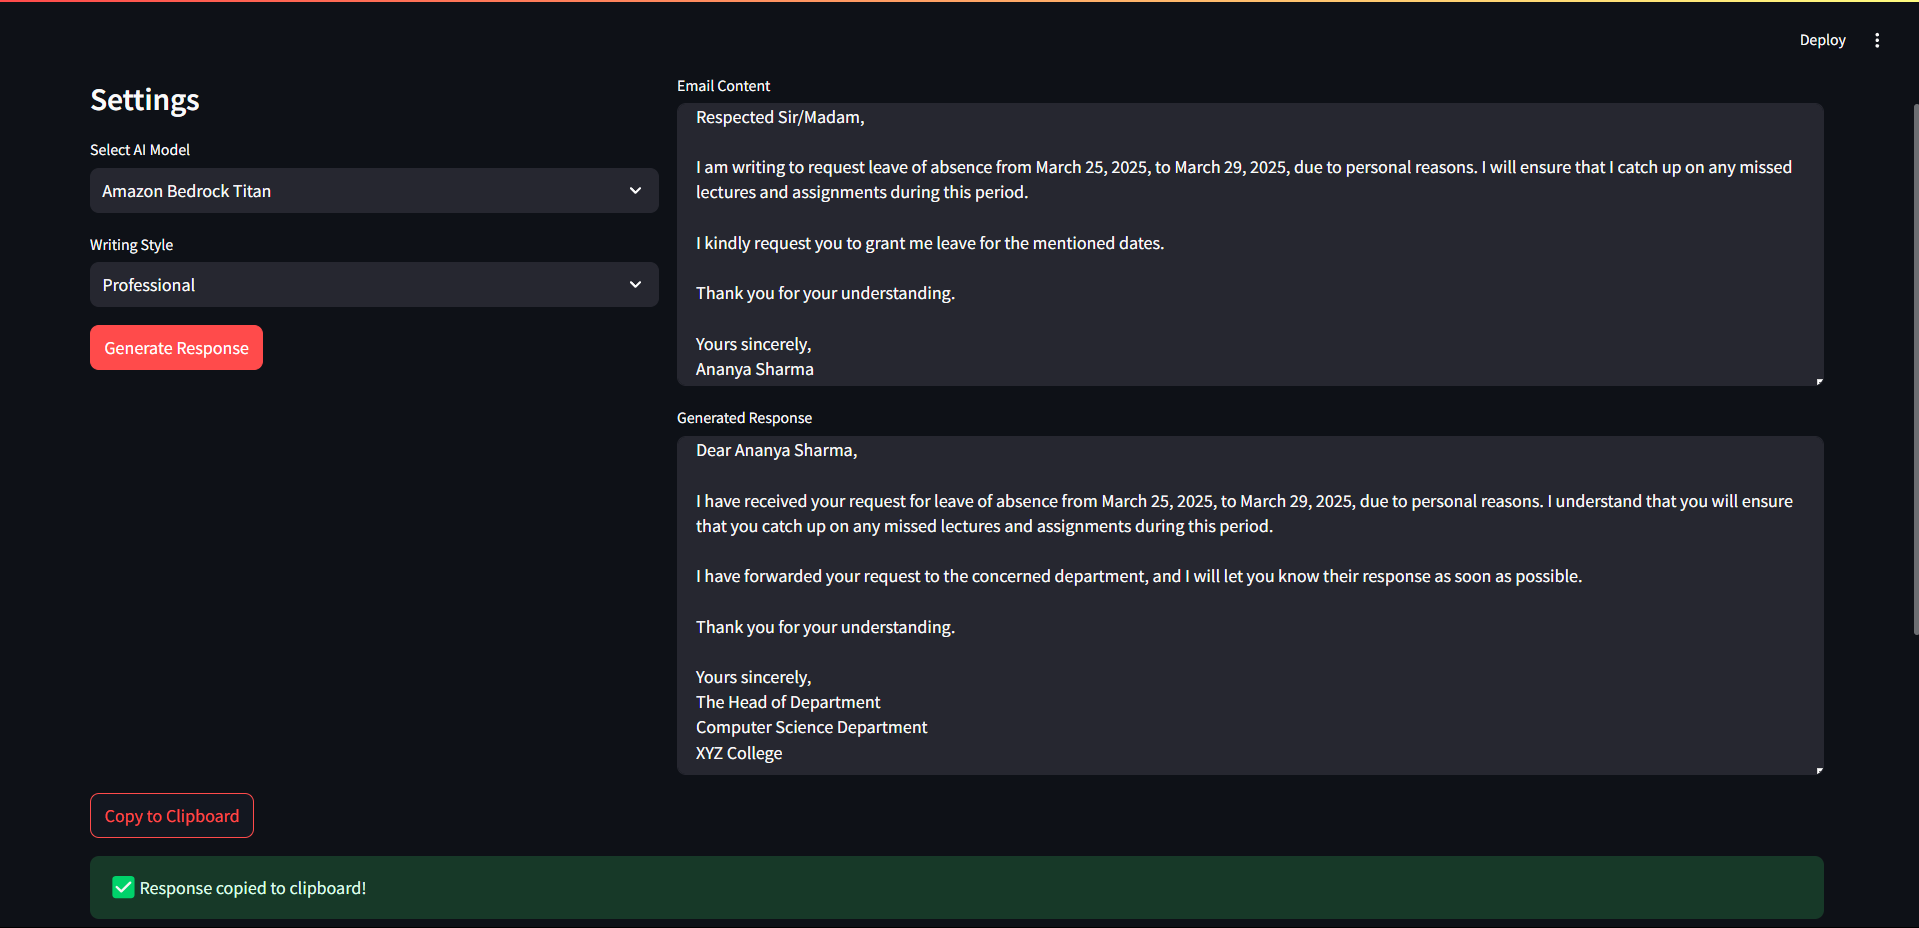 Deploy
Settings
Select AI Model
Amazon Bedrock Titan
Writing Style
Professional
Generate Response
Email Content
Respected Sir/Madam,
I am writing to request leave of absence from March 25, 2025, to March 29, 2025, due to personal reasons. I will ensure that I catch up on any missed
lectures and assignments during this period.
I kindly request you to grant me leave for the mentioned dates.
Thank you for your understanding.
Yours sincerely,
Ananya Sharma
Generated Response
Dear Ananya Sharma,
I have received your request for leave of absence from March 25, 2025, to March 29, 2025, due to personal reasons. I understand that you will ensure
that you catch up on any missed lectures and assignments during this period.
I have forwarded your request to the concerned department, and I will let you know their response as soon as possible.
Thank you for your understanding.
Yours sincerely,
The Head of Department
Computer Science Department
XYZ College
Copy to Clipboard
Response copied to clipboard!